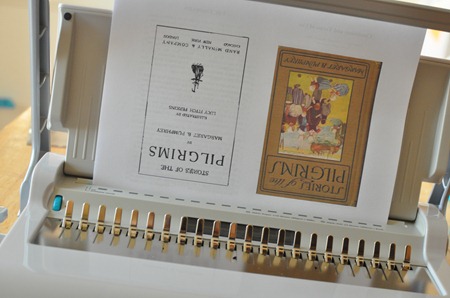 STORIES OF THE
PILGRIMS
BY
MARGARET B. PUMPHREY
ILLUSTRATED BY
LUCY FITCH PERKINS
RAND McNALLY & COMPANY
CHICAGO NEW YORK
STORIES of the
PILGRIMS
MARGARET B. PUMPHREY